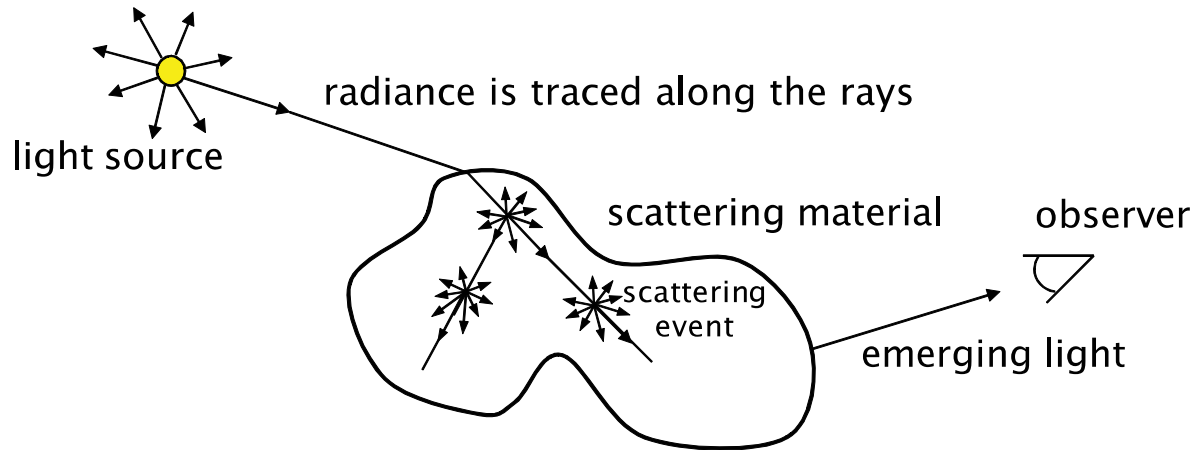 radiance is traced along the rays
light source
scattering material
observer
scattering
event
emerging light